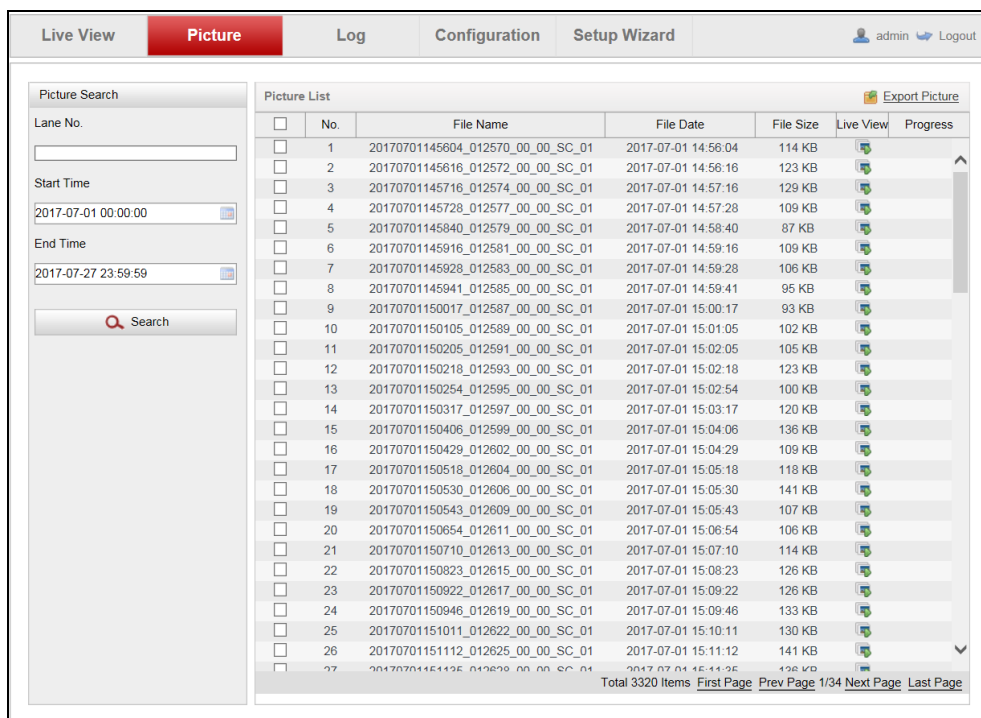 Live View Picture Log Configuration Setup Wizard admin Logout
Picture Search
Lane No.
Start Time
2017-07-01 00:00:00
End Time
2017-07-27 23:59:59
Search
Picture List Export Picture
No. File Name File Date File Size Live View Progress
1 20170701145604_012570_00_00_SC_01 2017-07-01 14:56:04 114 KB
2 20170701145616_012572_00_00_SC_01 2017-07-01 14:56:16 123 KB
3 20170701145716_012574_00_00_SC_01 2017-07-01 14:57:16 129 KB
4 20170701145728_012577_00_00_SC_01 2017-07-01 14:57:28 109 KB
5 20170701145840_012579_00_00_SC_01 2017-07-01 14:58:40 87 KB
6 20170701145916_012581_00_00_SC_01 2017-07-01 14:59:16 109 KB
7 20170701145928_012583_00_00_SC_01 2017-07-01 14:59:28 106 KB
8 20170701145941_012585_00_00_SC_01 2017-07-01 14:59:41 95 KB
9 20170701150017_012587_00_00_SC_01 2017-07-01 15:00:17 93 KB
10 20170701150105_012589_00_00_SC_01 2017-07-01 15:01:05 102 KB
11 20170701150205_012591_00_00_SC_01 2017-07-01 15:02:05 105 KB
12 20170701150218_012593_00_00_SC_01 2017-07-01 15:02:18 123 KB
13 20170701150254_012595_00_00_SC_01 2017-07-01 15:02:54 100 KB
14 20170701150317_012597_00_00_SC_01 2017-07-01 15:03:17 120 KB
15 20170701150406_012599_00_00_SC_01 2017-07-01 15:04:06 136 KB
16 20170701150429_012602_00_00_SC_01 2017-07-01 15:04:29 109 KB
17 20170701150518_012604_00_00_SC_01 2017-07-01 15:05:18 118 KB
18 20170701150530_012606_00_00_SC_01 2017-07-01 15:05:30 141 KB
19 20170701150543_012609_00_00_SC_01 2017-07-01 15:05:43 107 KB
20 20170701150654_012611_00_00_SC_01 2017-07-01 15:06:54 106 KB
21 20170701150710_012613_00_00_SC_01 2017-07-01 15:07:10 114 KB
22 20170701150823_012615_00_00_SC_01 2017-07-01 15:08:23 126 KB
23 20170701150922_012617_00_00_SC_01 2017-07-01 15:09:22 126 KB
24 20170701150946_012619_00_00_SC_01 2017-07-01 15:09:46 133 KB
25 20170701151011_012622_00_00_SC_01 2017-07-01 15:10:11 130 KB
26 20170701151112_012625_00_00_SC_01 2017-07-01 15:11:12 141 KB
27 20170701151135_012628_00_00_SC_01 2017-07-01 15:11:35 136 KB
Total 3320 Items First Page Prev Page 1/34 Next Page Last Page